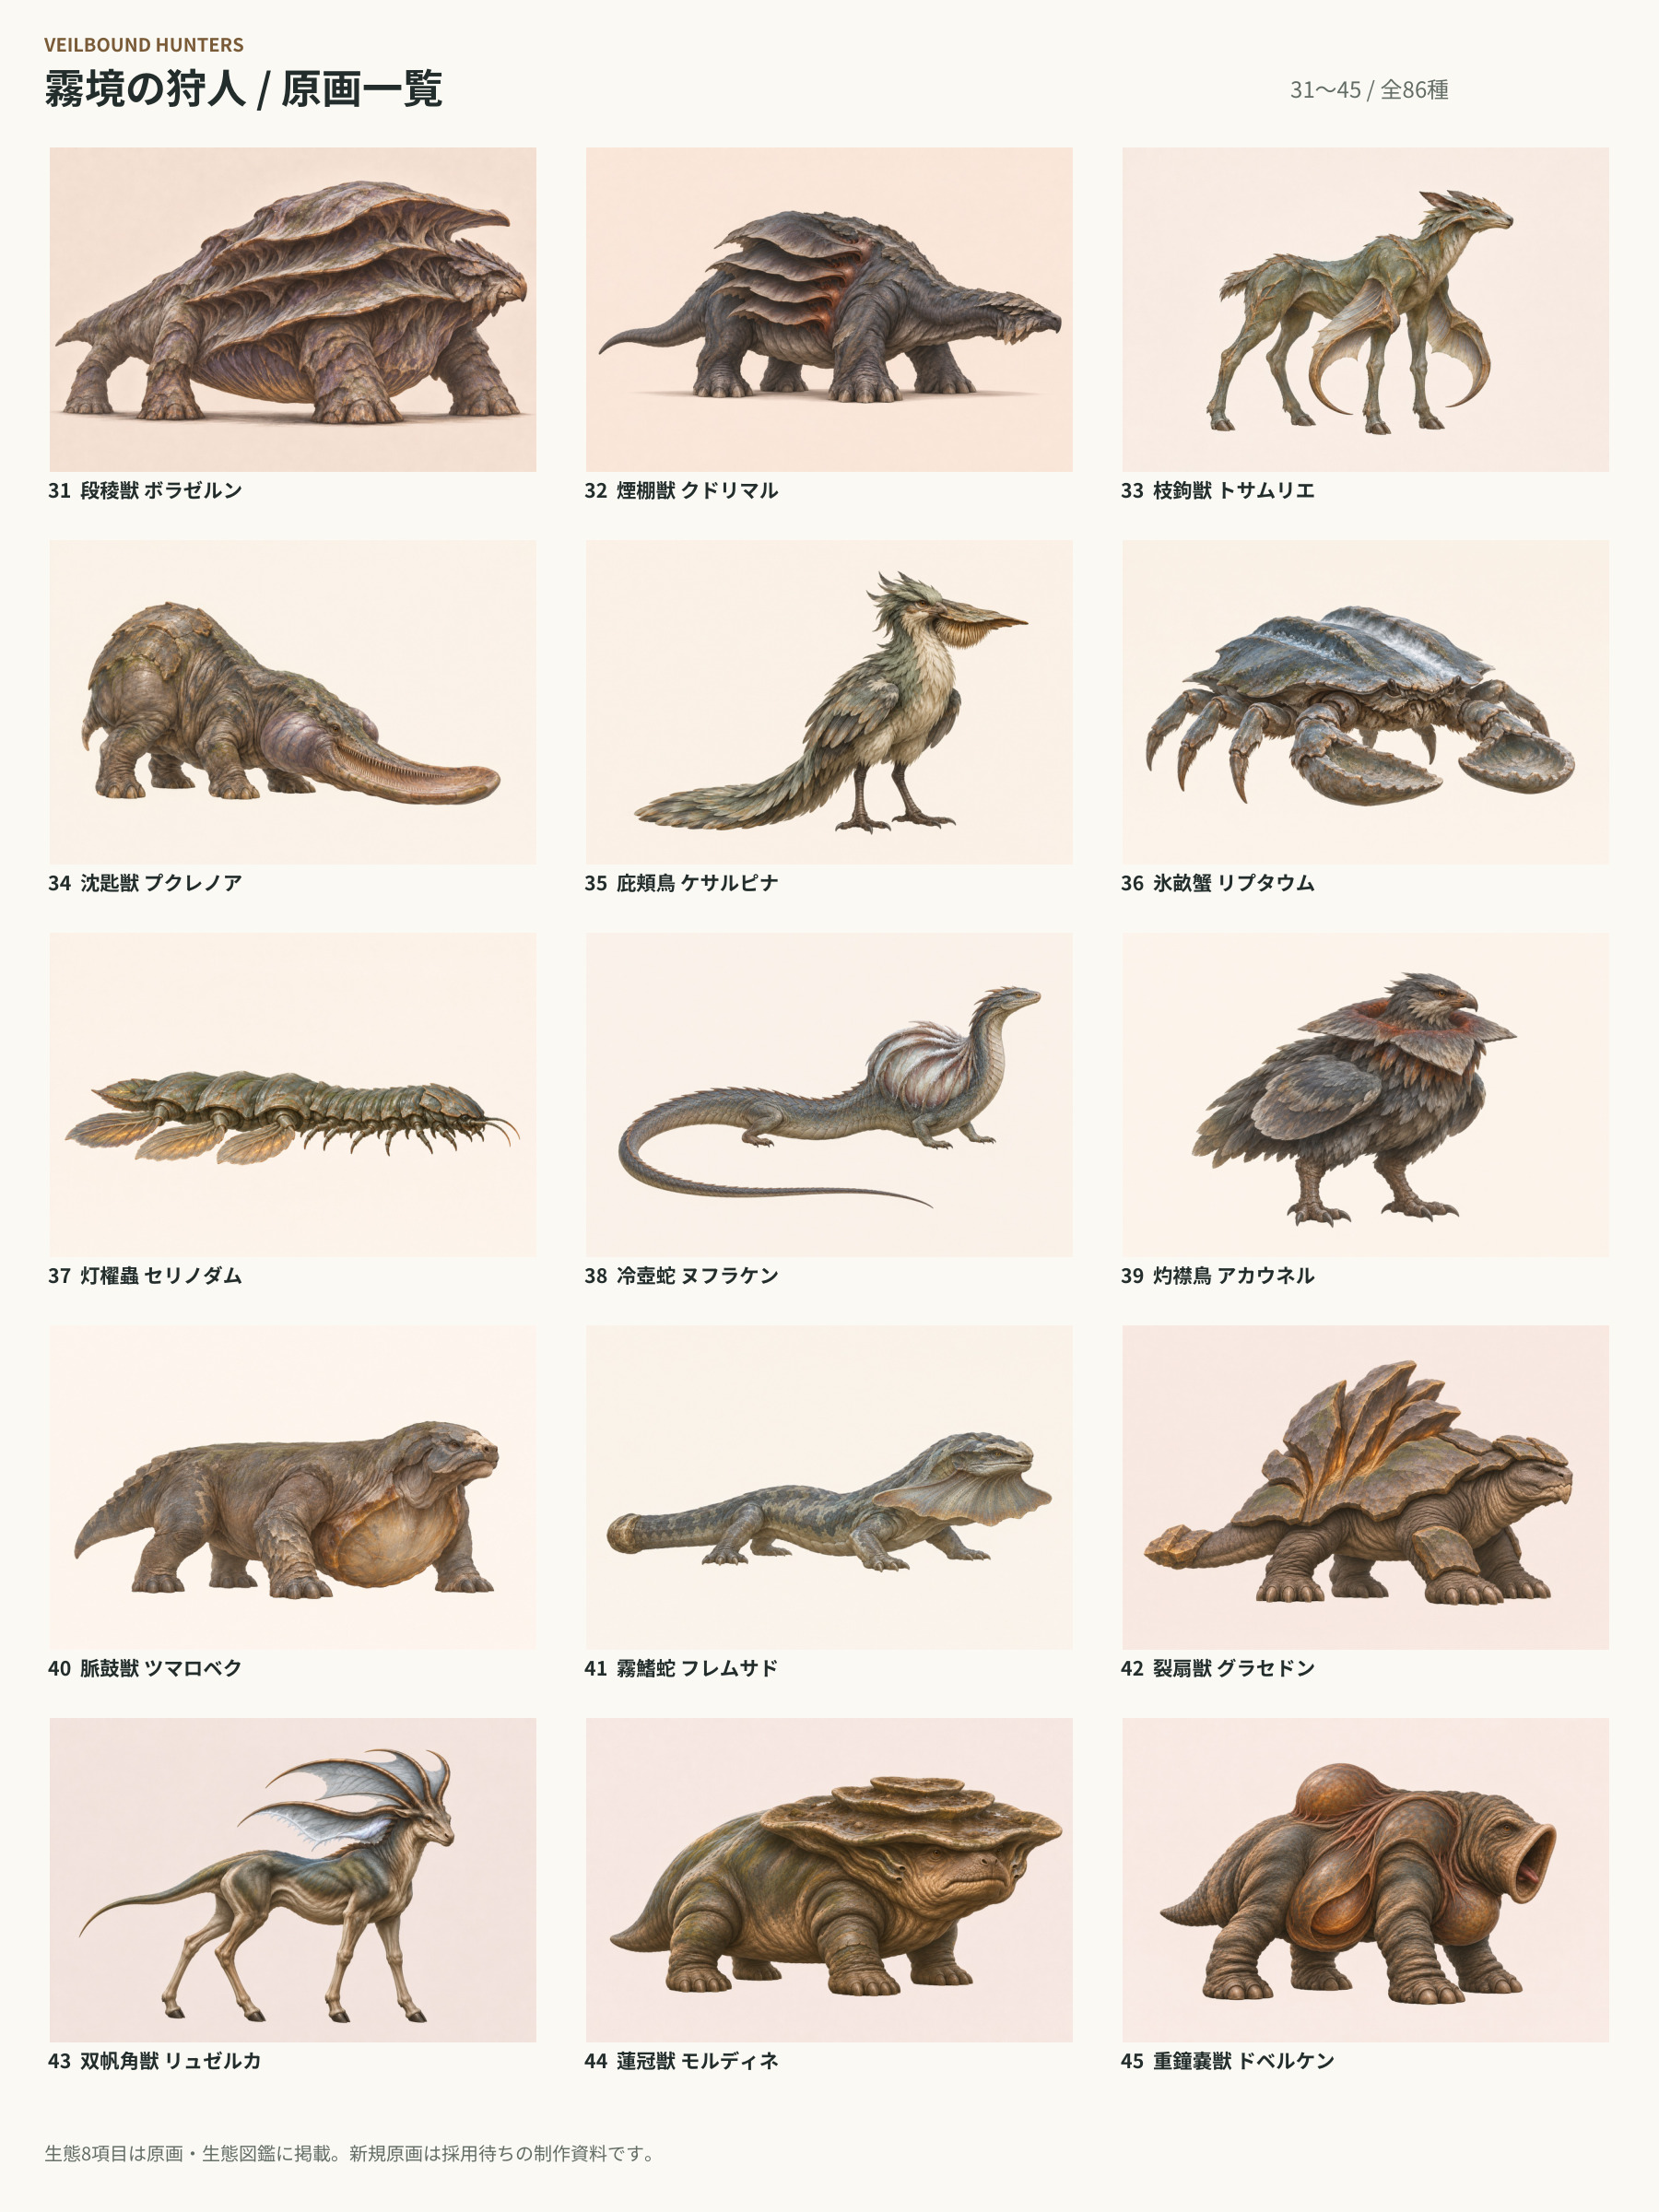 VEILBOUND HUNTERS
霧境の狩人 / 原画一覧
31〜45 / 全86種
31 段稜獣 ボラゼルン
32 煙棚獣 クドリマル
33 枝鉤獣 トサムリエ
34 沈匙獣 プクレノア
35 庇頬鳥 ケサルピナ
36 氷畝蟹 リプタウム
37 灯櫂蟲 セリノダム
38 冷壺蛇 ヌフラケン
39 灼襟鳥 アカウネル
40 脈鼓獣 ツマロベク
41 霧鰭蛇 フレムサド
42 裂扇獣 グラセドン
43 双帆角獣 リュゼルカ
44 蓮冠獣 モルディネ
45 重鐘嚢獣 ドベルケン
生態8項目は原画・生態図鑑に掲載。新規原画は採用待ちの制作資料です。